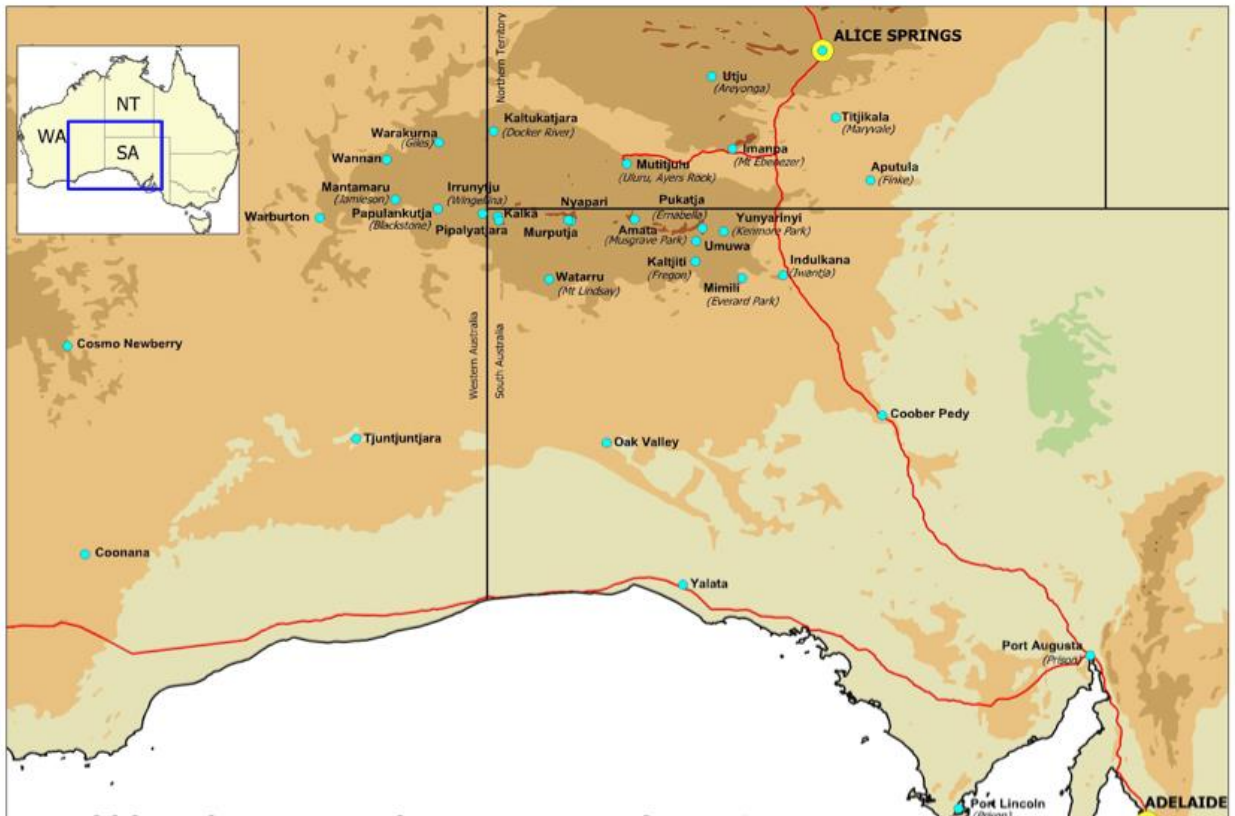 ALICE SPRINGS
Northern Territory
Utju
(Areyonga)
NT
WA
SA
Kaltukatjara
(Docker River)
Titjikala
(Maryvale)
Warakurna
(Giles)
Imanpa
(Mt Ebenezer)
Wannan
Mutitjulu
(Uluru, Ayers Rock)
Aputula
(Finke)
Mantamaru
(Jamieson)
Irrunytju
(Wingellina)
Nyapari
Pukatja
(Ernabella)
Warburton
Papulankutja
(Blackstone)
Kalka
Yunyarinyi
(Kenmore Park)
Pipalyatjara
Murputja
Amata
(Musgrave Park)
Umuwa
Kaltjiti
(Fregon)
Indulkana
(Iwantja)
Watarru
(Mt Lindsay)
Mimili
(Everard Park)
Western Australia
South Australia
Cosmo Newberry
Coober Pedy
Tjuntjuntjara
Oak Valley
Coonana
Yalata
Port Augusta
(Prison)
Port Lincoln
(Prison)
ADELAIDE